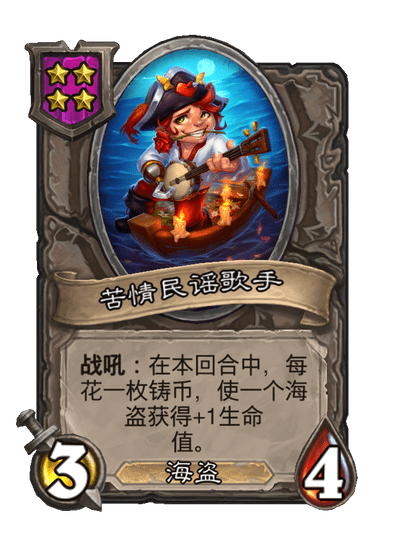 苦情民谣歌手
战吼：在本回合中，每
花一枚铸币，使一个海
盗获得+1生命
值。
3
海盗
4